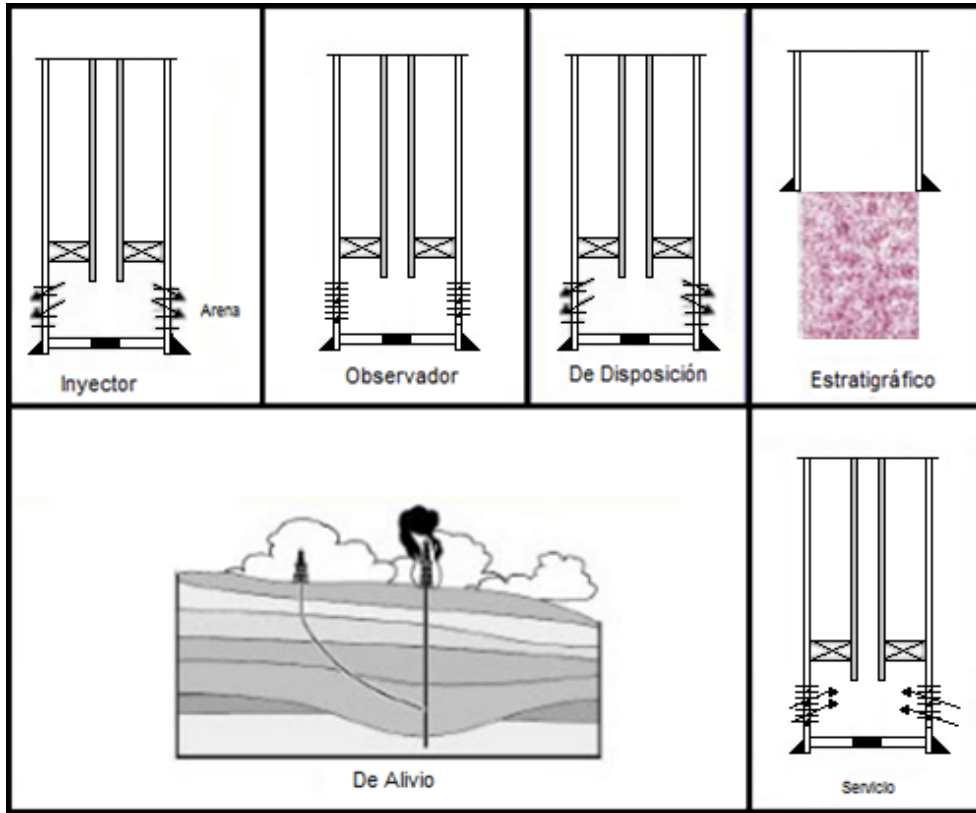 Arena
Inyector
Observador
De Disposición
Estratigráfico
De Alivio
Servicio